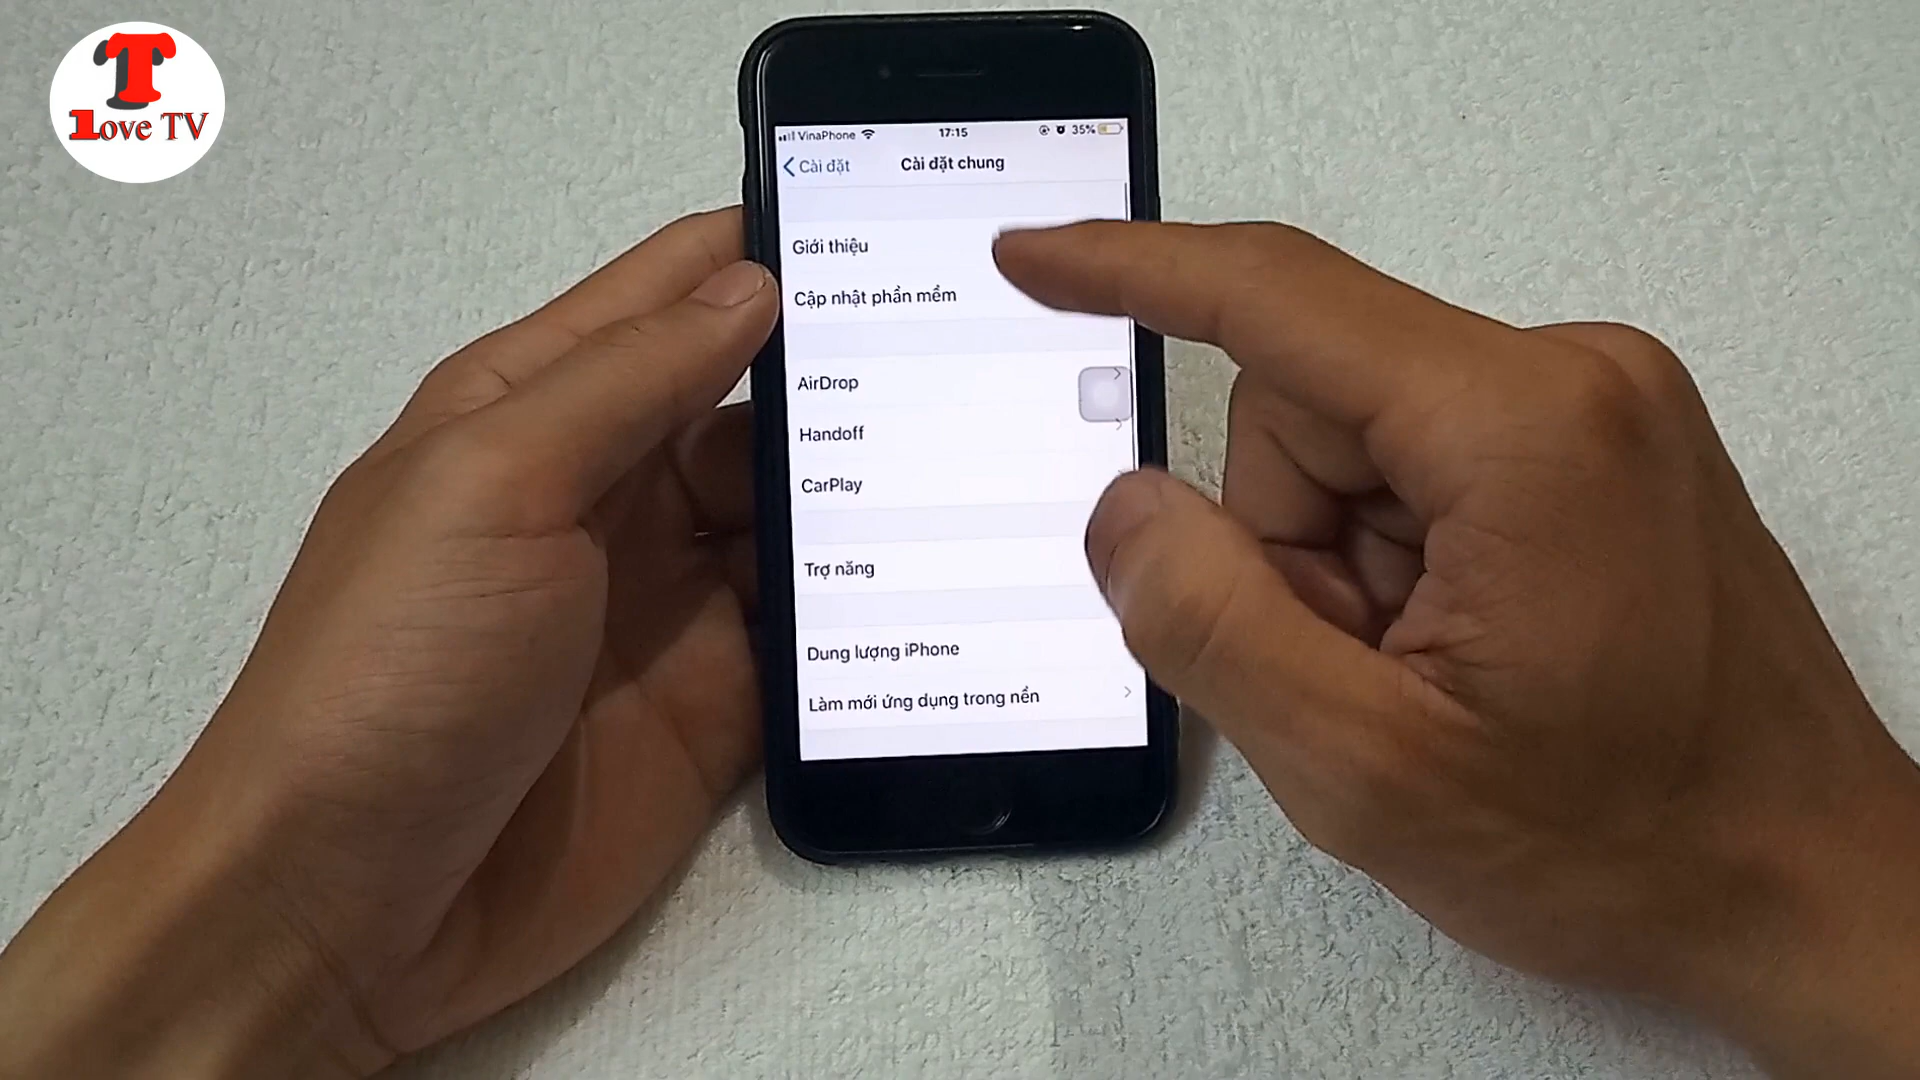 T
Love TV
VinaPhone 17:15 35%
Cài đặt Cài đặt chung
Giới thiệu
Cập nhật phần mềm
AirDrop
Handoff
CarPlay
Trợ năng
Dung lượng iPhone
Làm mới ứng dụng trong nền